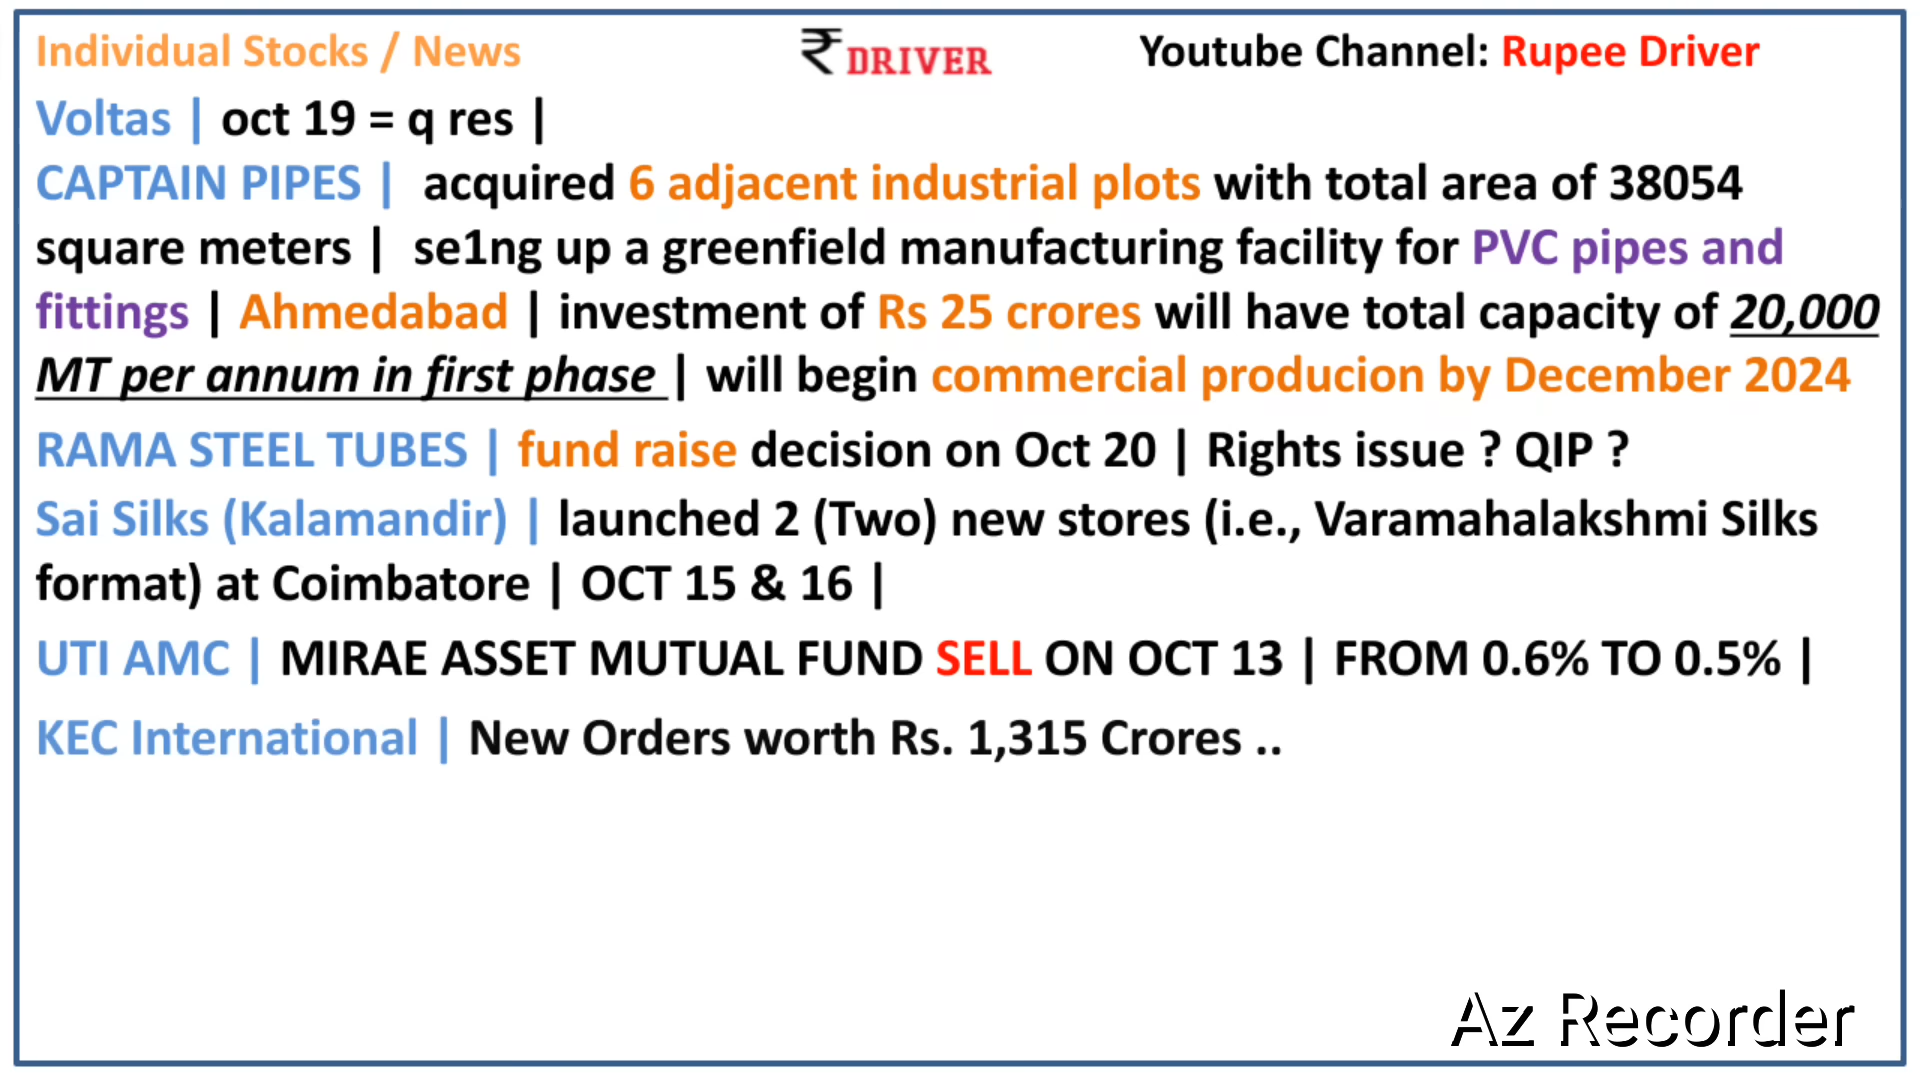 Individual Stocks / News
₹ DRIVER
Youtube Channel: Rupee Driver
Voltas | oct 19 = q res |
CAPTAIN PIPES | acquired 6 adjacent industrial plots with total area of 38054
square meters | se1ng up a greenfield manufacturing facility for PVC pipes and
fittings | Ahmedabad | investment of Rs 25 crores will have total capacity of 20,000
MT per annum in first phase | will begin commercial producion by December 2024
RAMA STEEL TUBES | fund raise decision on Oct 20 | Rights issue ? QIP ?
Sai Silks (Kalamandir) | launched 2 (Two) new stores (i.e., Varamahalakshmi Silks
format) at Coimbatore | OCT 15 & 16 |
UTI AMC | MIRAE ASSET MUTUAL FUND SELL ON OCT 13 | FROM 0.6% TO 0.5% |
KEC International | New Orders worth Rs. 1,315 Crores ..
Az Recorder